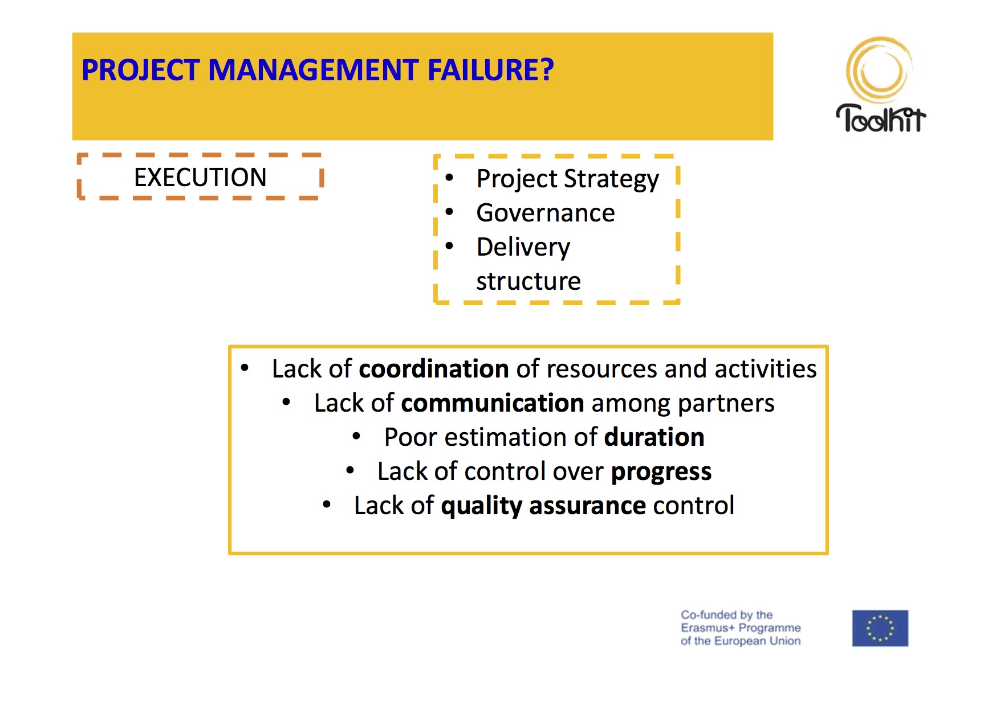 PROJECT MANAGEMENT FAILURE?
Toolkit
EXECUTION
• Project Strategy
• Governance
• Delivery
structure
• Lack of coordination of resources and activities
• Lack of communication among partners
• Poor estimation of duration
• Lack of control over progress
• Lack of quality assurance control
Co-funded by the
Erasmus+ Programme
of the European Union